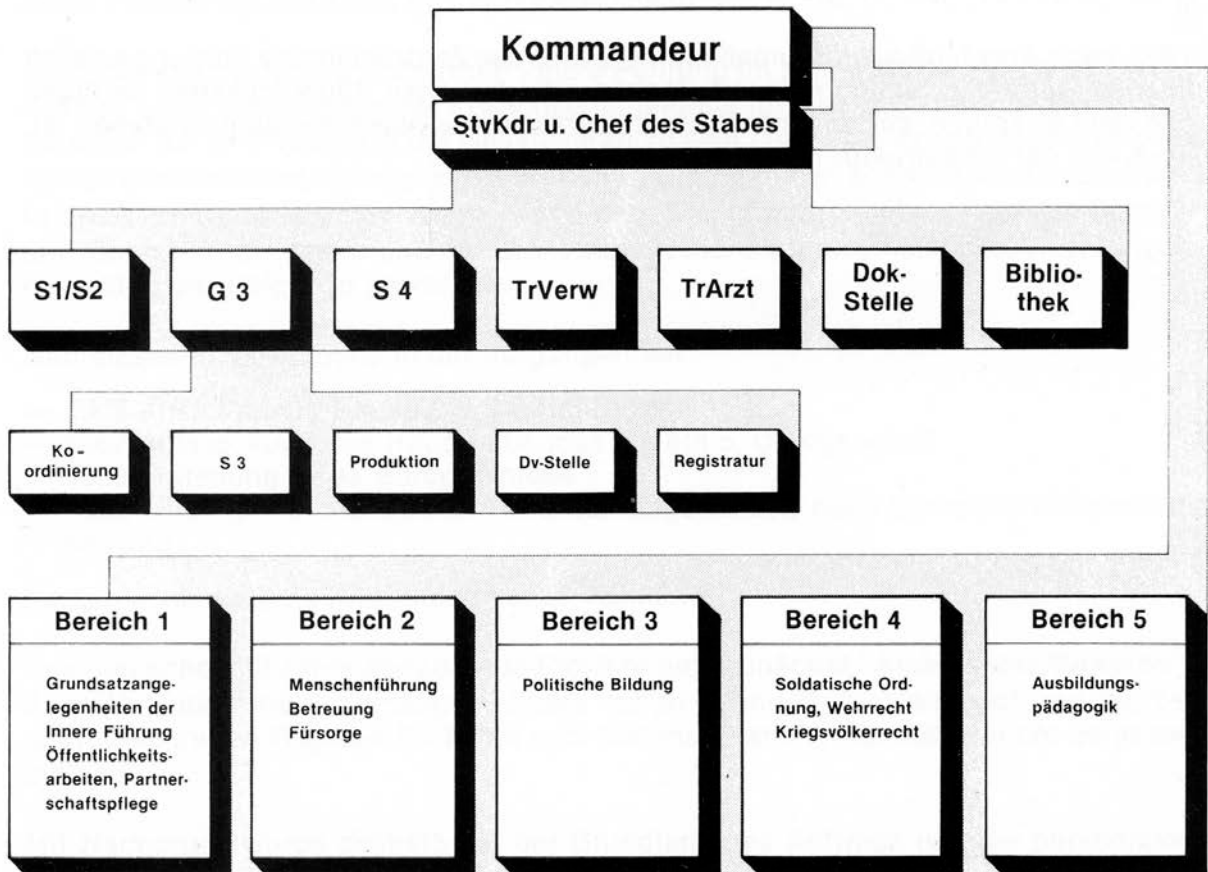 Kommandeur
StvKdr u. Chef des Stabes
S1/S2
G 3
S 4
TrVerw
TrArzt
Dok-
Stelle
Biblio-
thek
Ko-
ordinierung
S 3
Produktion
Dv-Stelle
Registratur
Bereich 1
Grundsatzange-
legenheiten der
Innere Führung
Öffentlichkeits-
arbeiten, Partner-
schaftpflege
Bereich 2
Menschenführung
Betreuung
Fürsorge
Bereich 3
Politische Bildung
Bereich 4
Soldatische Ord-
nung, Wehrrecht
Kriegsvölkerrecht
Bereich 5
Ausbildungs-
pädagogik